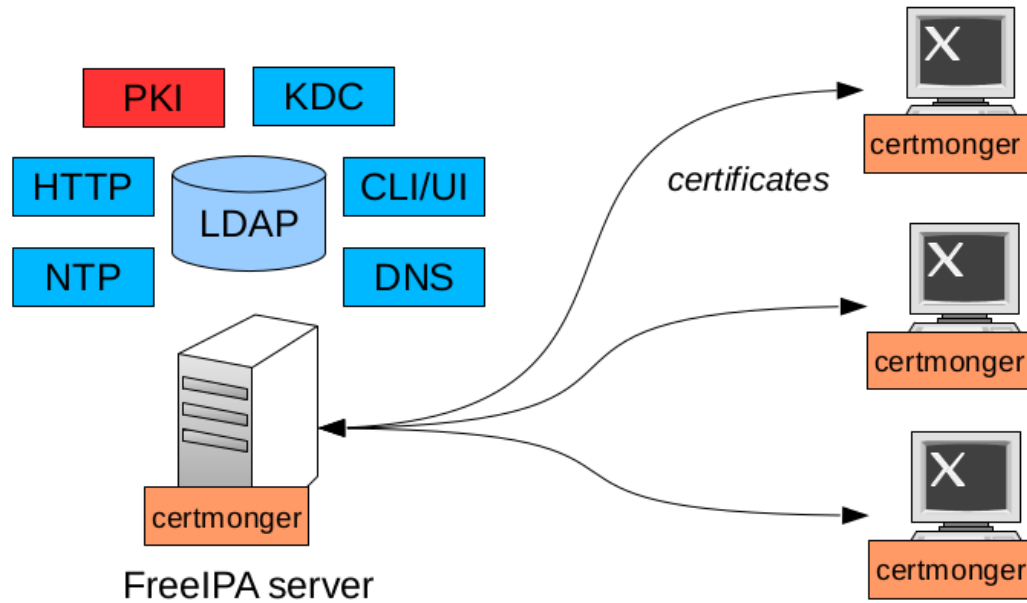 PKI
KDC
HTTP
LDAP
CLI/UI
NTP
DNS
certmonger
FreeIPA server
certificates
X
certmonger
X
certmonger
X
certmonger